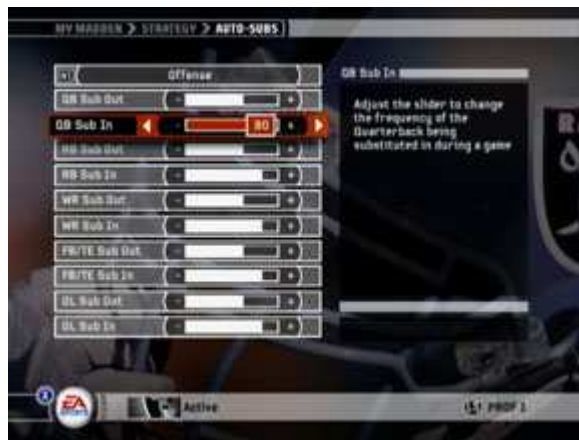 MY MADDEN > STRATEGY > AUTO-SUBS
Offense
QB Sub Out
QB Sub In 80
RB Sub Out
RB Sub In
WR Sub Out
WR Sub In
FB/TE Sub Out
FB/TE Sub In
OL Sub Out
OL Sub In
QB Sub In
Adjust the slider to change
the frequency of the
Quarterback being
substituted in during a game
R
X
EA
SPORTS
Active
PROF 1